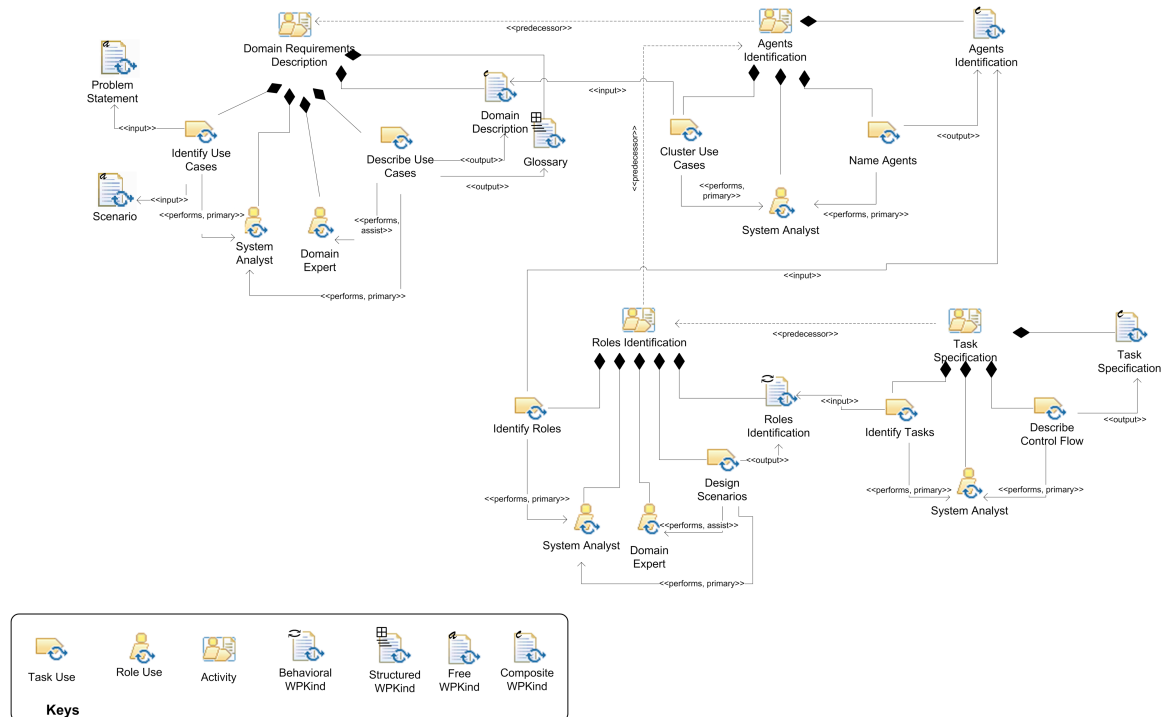 <<predecessor>>
Domain Requirements
Description
Agents
Identification
Agents
Identification
a
c
Problem
Statement
<<input>>
c
Domain
Description
Glossary
<<input>>
<<predecessor>>
Identify Use
Cases
Describe Use
Cases
<<output>>
<<output>>
Cluster Use
Cases
Name Agents
<<output>>
a
Scenario
<<input>>
<<performs, primary>>
System
Analyst
Domain
Expert
<<performs,
assist>>
<<performs, primary>>
<<performs,
primary>>
<<performs, primary>>
System Analyst
<<input>>
Roles Identification
<<predecessor>>
Task
Specification
c
Task
Specification
Identify Roles
Roles
Identification
<<input>>
Identify Tasks
Describe
Control Flow
<<output>>
Design
Scenarios
<<output>>
<<performs, primary>>
System Analyst
Domain
Expert
<<performs, assist>>
<<performs, primary>>
<<performs, primary>>
<<performs, primary>>
System Analyst
Task Use
Role Use
Activity
Behavioral
WPKind
Structured
WPKind
a
Free
WPKind
c
Composite
WPKind
Keys